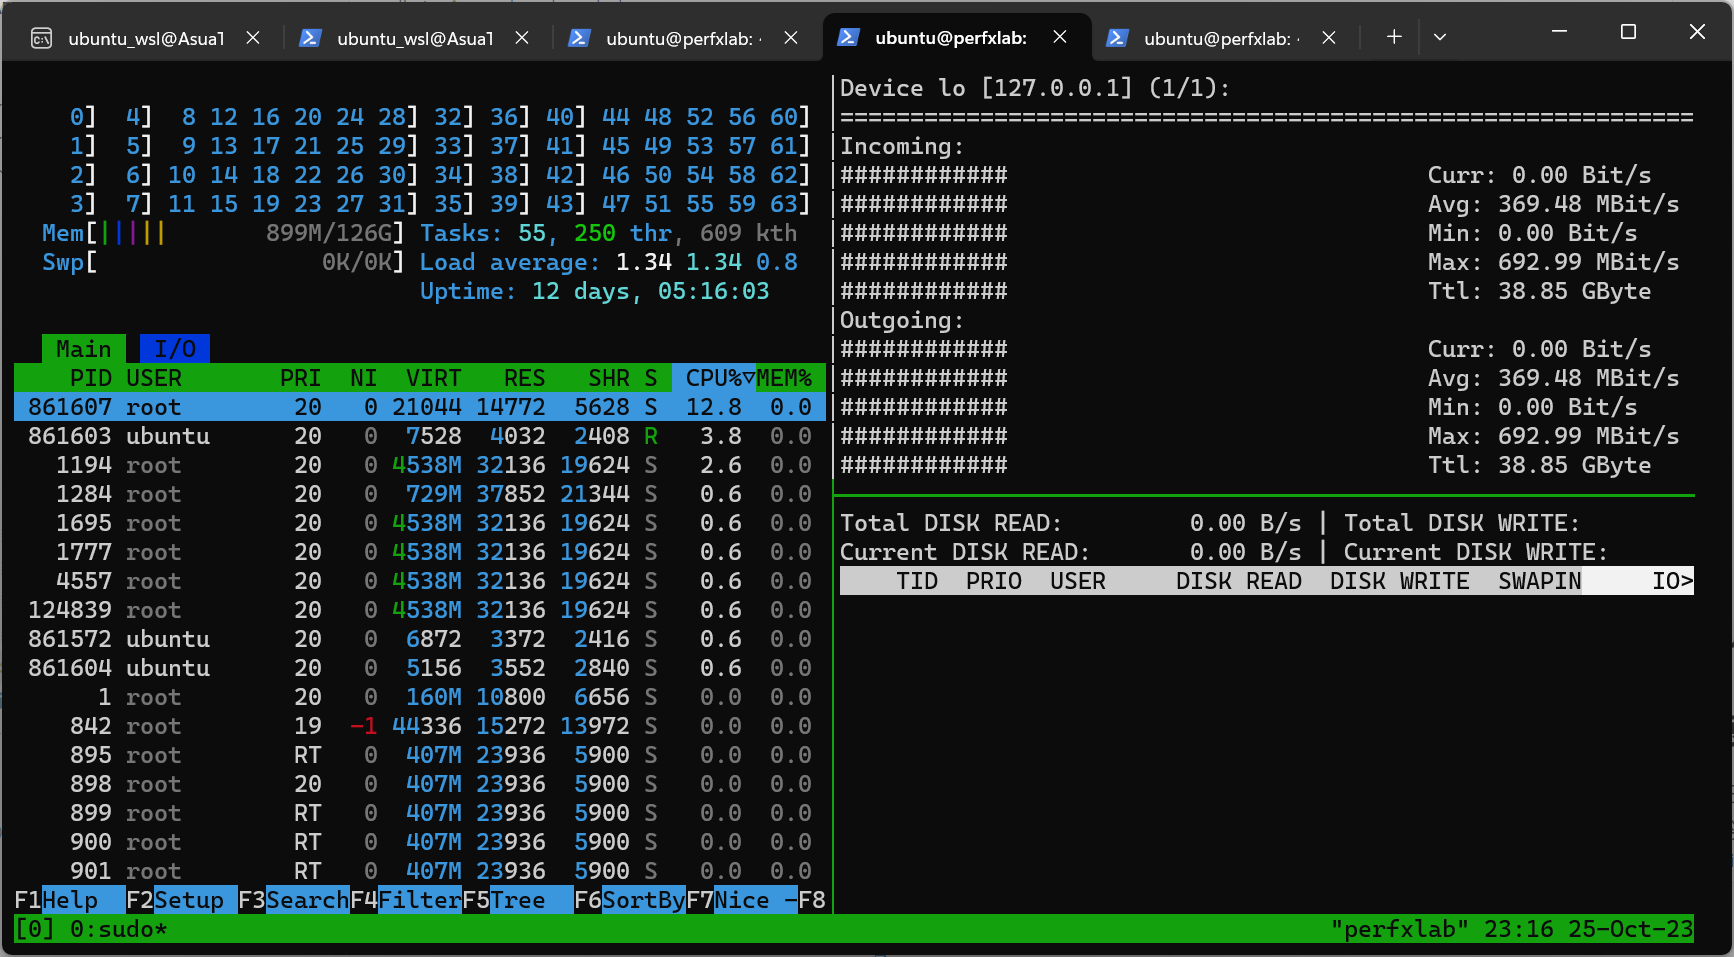 ubuntu_wsl@AsuaT
ubuntu_wsl@AsuaT
ubuntu@perfxlab: -
ubuntu@perfxlab:
ubuntu@perfxlab: -
0] 4] 8 12 16 20 24 28] 32] 36] 40] 44 48 52 56 60]
1] 5] 9 13 17 21 25 29] 33] 37] 41] 45 49 53 57 61]
2] 6] 10 14 18 22 26 30] 34] 38] 42] 46 50 54 58 62]
3] 7] 11 15 19 23 27 31] 35] 39] 43] 47 51 55 59 63]
Mem[||||| 899M/126G] Tasks: 55, 250 thr, 609 kth
Swp[ 0K/0K] Load average: 1.34 1.34 0.8
Uptime: 12 days, 05:16:03
Main I/O
PID USER PRI NI VIRT RES SHR S CPU%▽MEM%
861607 root 20 0 21044 14772 5628 S 12.8 0.0
861603 ubuntu 20 0 7528 4032 2408 R 3.8 0.0
1194 root 20 0 4538M 32136 19624 S 2.6 0.0
1284 root 20 0 729M 37852 21344 S 0.6 0.0
1695 root 20 0 4538M 32136 19624 S 0.6 0.0
1777 root 20 0 4538M 32136 19624 S 0.6 0.0
4557 root 20 0 4538M 32136 19624 S 0.6 0.0
124839 root 20 0 4538M 32136 19624 S 0.6 0.0
861572 ubuntu 20 0 6872 3372 2416 S 0.6 0.0
861604 ubuntu 20 0 5156 3552 2840 S 0.6 0.0
1 root 20 0 160M 10800 6656 S 0.0 0.0
842 root 19 -1 44336 15272 13972 S 0.0 0.0
895 root RT 0 407M 23936 5900 S 0.0 0.0
898 root 20 0 407M 23936 5900 S 0.0 0.0
899 root RT 0 407M 23936 5900 S 0.0 0.0
900 root RT 0 407M 23936 5900 S 0.0 0.0
901 root RT 0 407M 23936 5900 S 0.0 0.0
F1Help F2Setup F3SearchF4FilterF5Tree F6SortByF7Nice -F8
Device lo [127.0.0.1] (1/1):
=============================================================
Incoming:
############ Curr: 0.00 Bit/s
############ Avg: 369.48 MBit/s
############ Min: 0.00 Bit/s
############ Max: 692.99 MBit/s
############ Ttl: 38.85 GByte
Outgoing:
############ Curr: 0.00 Bit/s
############ Avg: 369.48 MBit/s
############ Min: 0.00 Bit/s
############ Max: 692.99 MBit/s
############ Ttl: 38.85 GByte
Total DISK READ: 0.00 B/s | Total DISK WRITE:
Current DISK READ: 0.00 B/s | Current DISK WRITE:
TID PRIO USER DISK READ DISK WRITE SWAPIN IO>
[0] 0:sudo* "perfxlab" 23:16 25-Oct-23